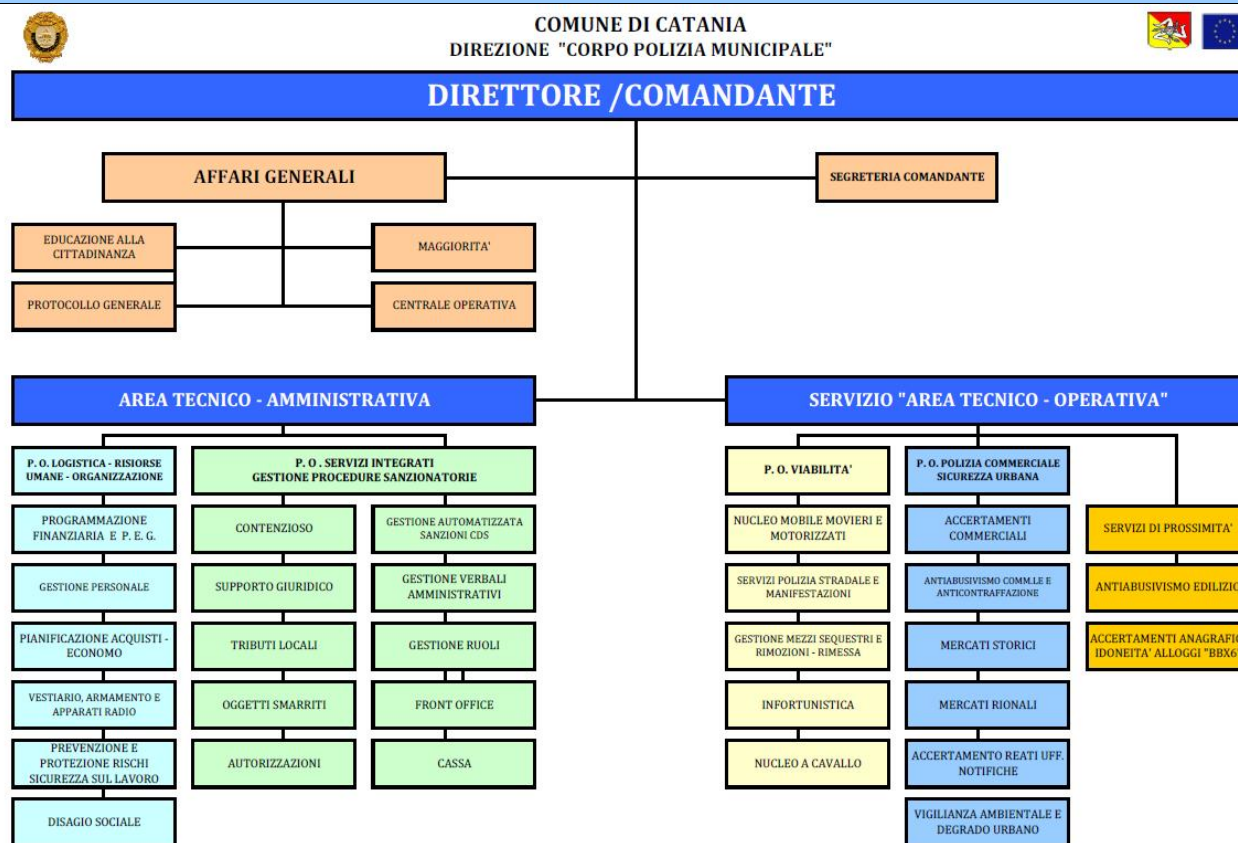 COMUNE DI CATANIA
DIREZIONE "CORPO POLIZIA MUNICIPALE"
DIRETTORE /COMANDANTE
AFFARI GENERALI
SEGRETERIA COMANDANTE
EDUCAZIONE ALLA
CITTADINANZA
MAGGIORITA'
PROTOCOLLO GENERALE
CENTRALE OPERATIVA
AREA TECNICO - AMMINISTRATIVA
SERVIZIO "AREA TECNICO - OPERATIVA"
P. O. LOGISTICA - RISIORSE
UMANE - ORGANIZZAZIONE
PROGRAMMAZIONE
FINANZIARIA E P. E. G.
GESTIONE PERSONALE
PIANIFICAZIONE ACQUISTI -
ECONOMO
VESTIARIO, ARMAMENTO E
APPARATI RADIO
PREVENZIONE E
PROTEZIONE RISCHI
SICUREZZA SUL LAVORO
DISAGIO SOCIALE
P. O . SERVIZI INTEGRATI
GESTIONE PROCEDURE SANZIONATORIE
CONTENZIOSO
SUPPORTO GIURIDICO
TRIBUTI LOCALI
OGGETTI SMARRITI
AUTORIZZAZIONI
GESTIONE AUTOMATIZZATA
SANZIONI CDS
GESTIONE VERBALI
AMMINISTRATIVI
GESTIONE RUOLI
FRONT OFFICE
CASSA
P. O. VIABILITA'
NUCLEO MOBILE MOVIERI E
MOTORIZZATI
SERVIZI POLIZIA STRADALE E
MANIFESTAZIONI
GESTIONE MEZZI SEQUESTRI E
RIMOZIONI - RIMESSA
INFORTUNISTICA
NUCLEO A CAVALLO
P. O. POLIZIA COMMERCIALE
SICUREZZA URBANA
ACCERTAMENTI
COMMERCIALI
ANTIABUSIVISMO COMM.LE E
ANTICONTRAFFAZIONE
MERCATI STORICI
MERCATI RIONALI
ACCERTAMENTO REATI UFF.
NOTIFICHE
VIGILIANZA AMBIENTALE E
DEGRADO URBANO
SERVIZI DI PROSSIMITA'
ANTIABUSIVISMO EDILIZIO
ACCERTAMENTI
IDONEITA' ALLOGGI